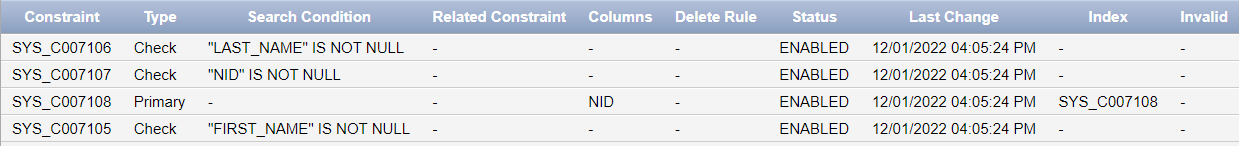 Constraint Type Search Condition Related Constraint Columns Delete Rule Status Last Change Index Invalid
SYS_C007106 Check "LAST_NAME" IS NOT NULL - - - ENABLED 12/01/2022 04:05:24 PM - -
SYS_C007107 Check "NID" IS NOT NULL - - - ENABLED 12/01/2022 04:05:24 PM - -
SYS_C007108 Primary - - NID - ENABLED 12/01/2022 04:05:24 PM SYS_C007108 -
SYS_C007105 Check "FIRST_NAME" IS NOT NULL - - - ENABLED 12/01/2022 04:05:24 PM - -